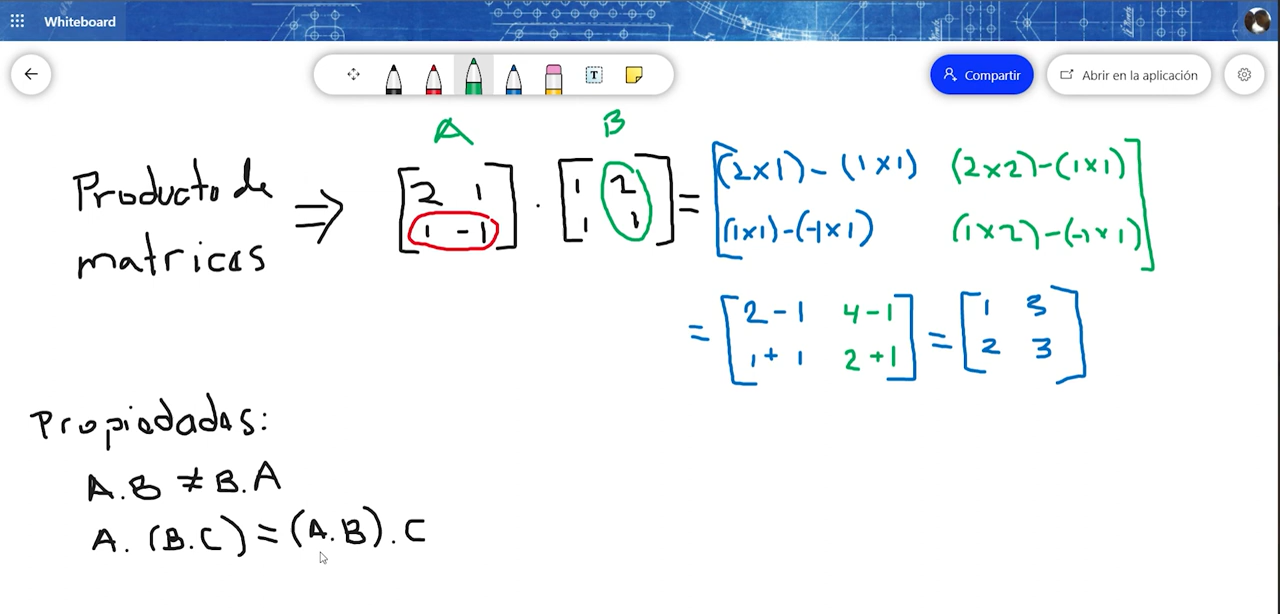 Whiteboard
Compartir
Abrir en la aplicación
A B
Producto de matrices ⇒ [2 1; 1 -1] · [1 2; 1 1] = [(2×1)-(1×1) (2×2)-(1×1); (1×1)-(-1×1) (1×2)-(-1×1)]
= [2-1 4-1; 1+1 2+1] = [1 3; 2 3]
Propiedades:
A.B ≠ B.A
A.(B.C) = (A.B).C